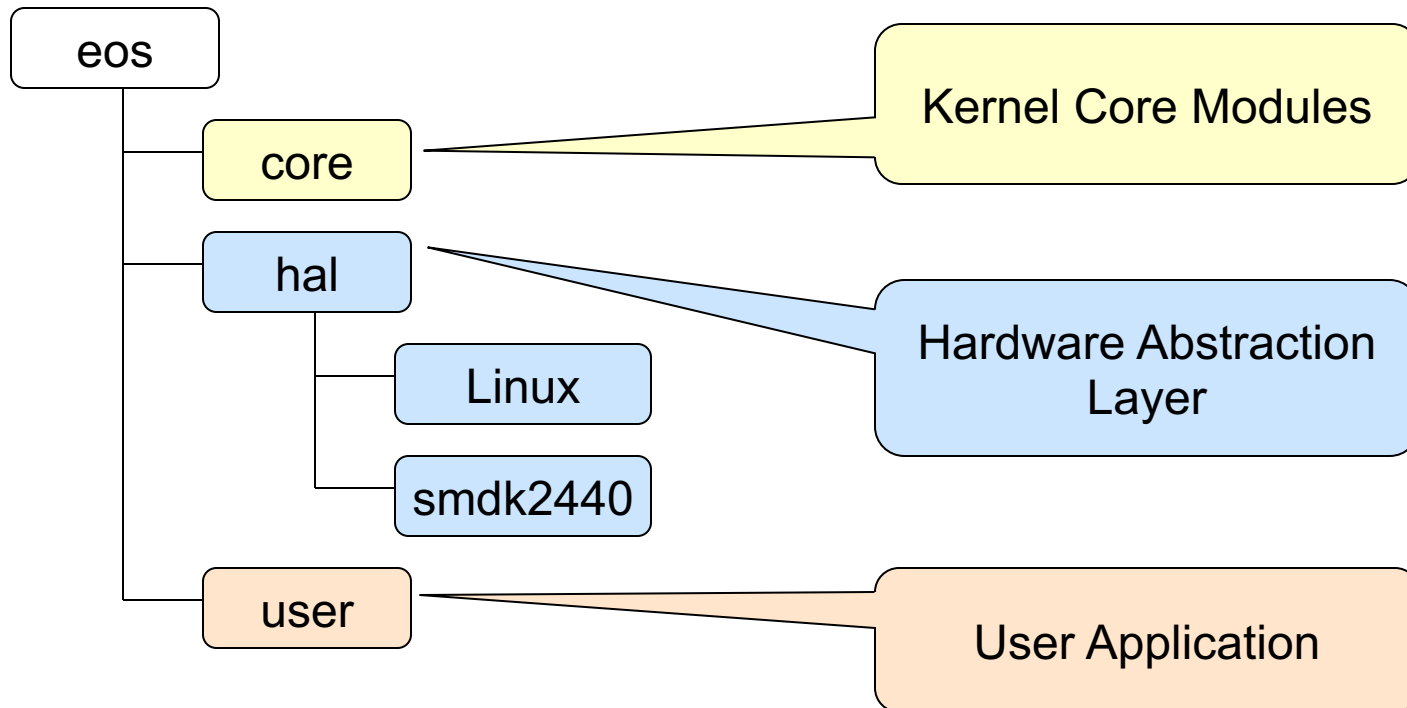 eos
Kernel Core Modules
core
hal
Hardware Abstraction
Layer
Linux
smdk2440
user
User Application